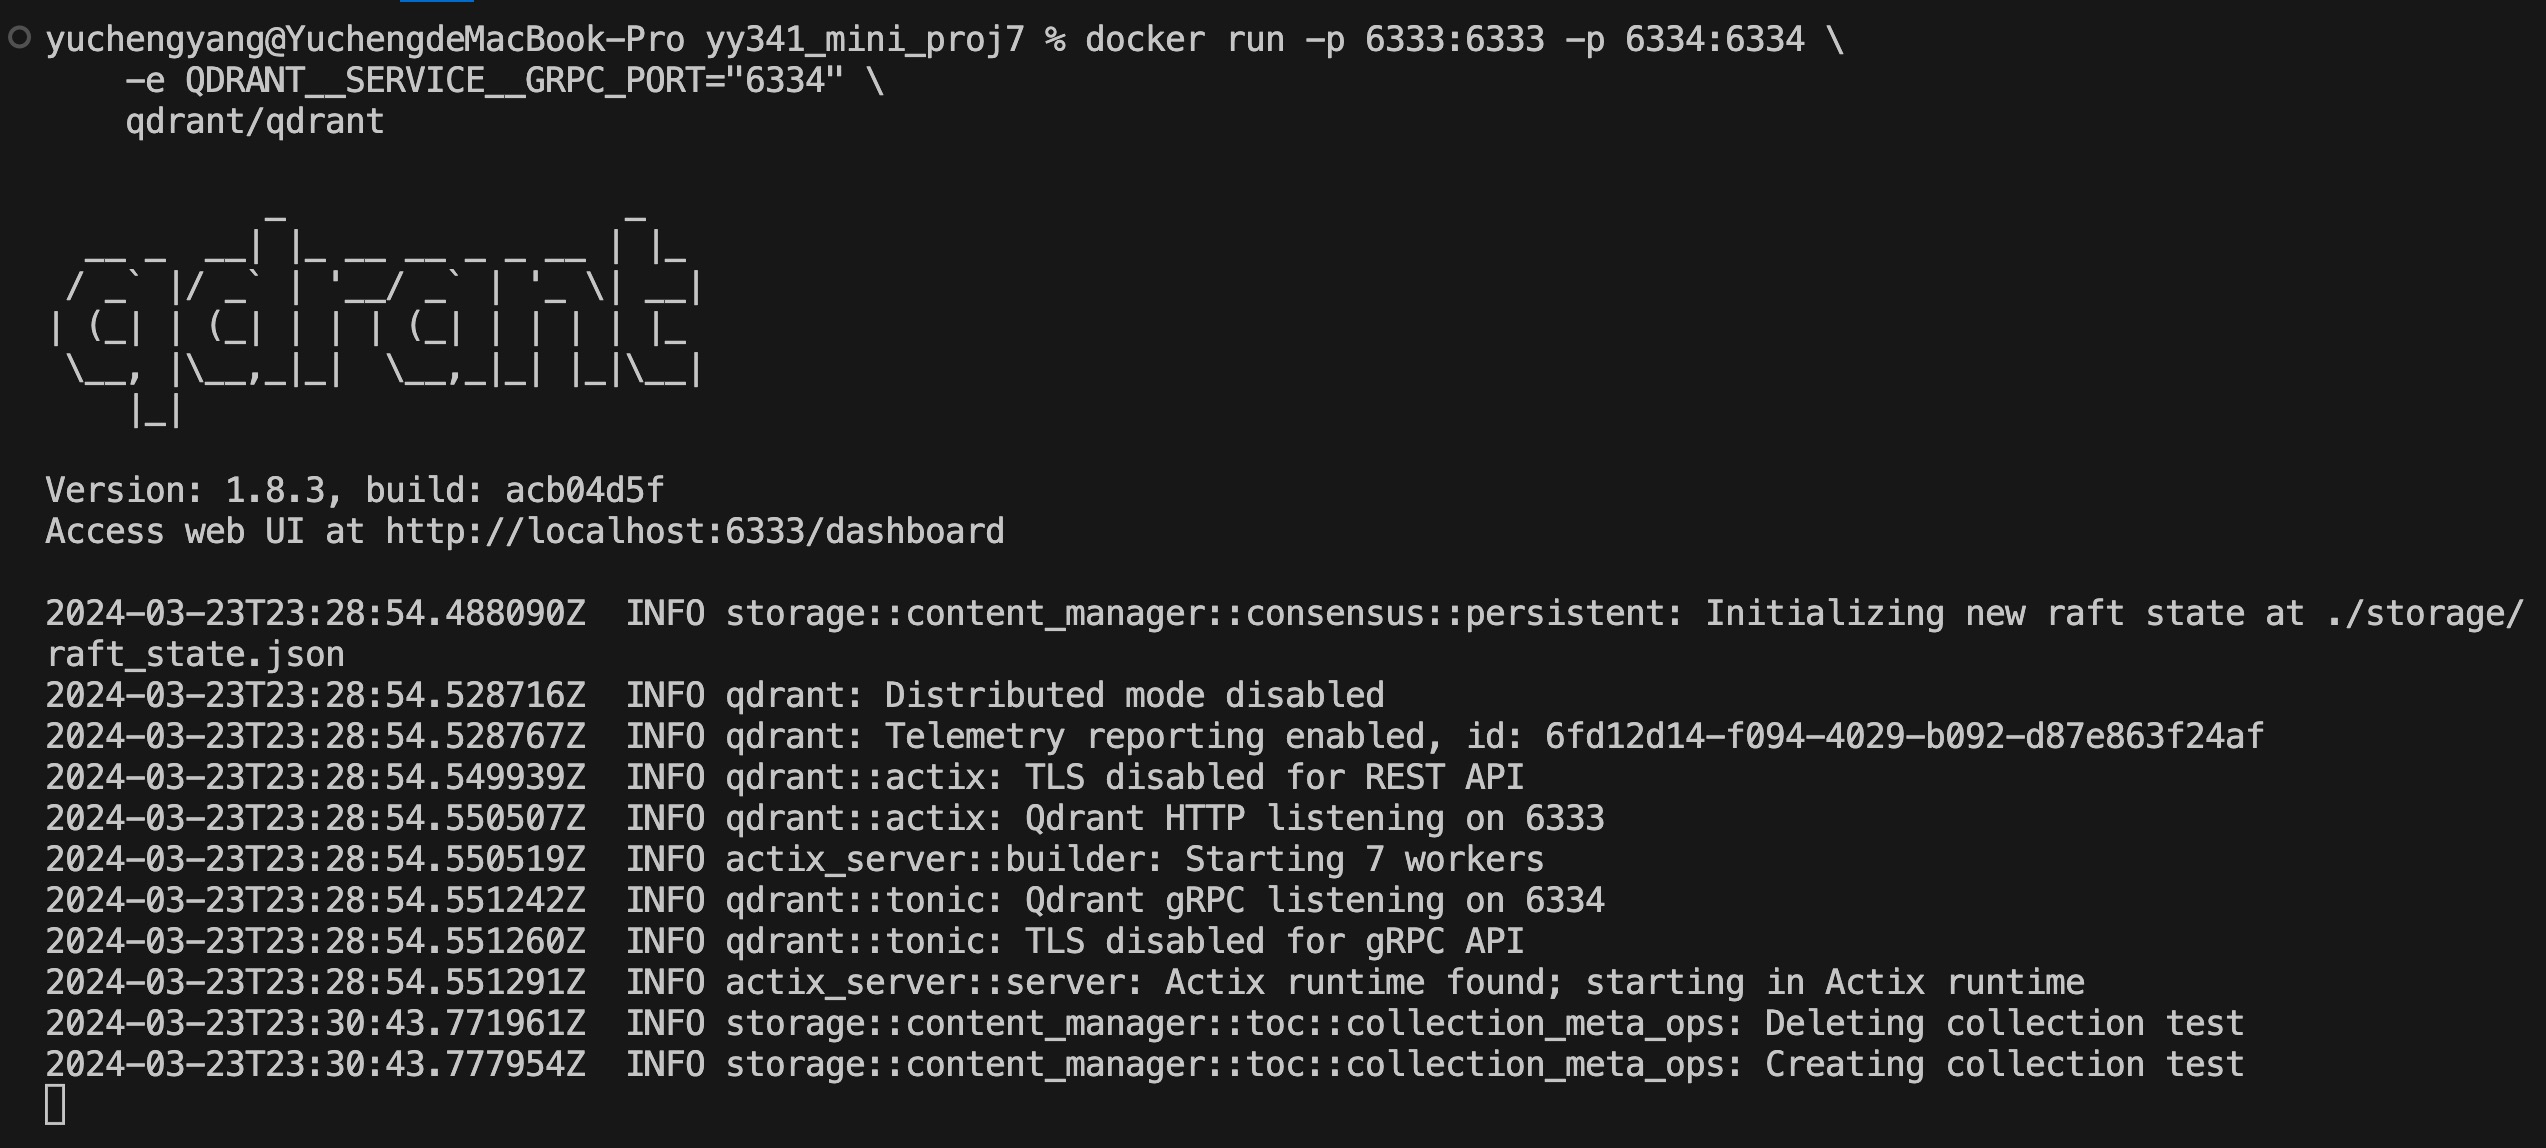 yuchengyang@YuchengdeMacBook-Pro yy341_mini_proj7 % docker run -p 6333:6333 -p 6334:6334 \
    -e QDRANT__SERVICE__GRPC_PORT="6334" \
    qdrant/qdrant
           _                 _
  __ _  __| |_ __ __ _ _ __ | |_
 / _` |/ _` | '__/ _` | '_ \| __|
| (_| | (_| | | | (_| | | | | |_
 \__, |\__,_|_|  \__,_|_| |_|\__|
    |_|
Version: 1.8.3, build: acb04d5f
Access web UI at http://localhost:6333/dashboard
2024-03-23T23:28:54.488090Z  INFO storage::content_manager::consensus::persistent: Initializing new raft state at ./storage/
raft_state.json
2024-03-23T23:28:54.528716Z  INFO qdrant: Distributed mode disabled
2024-03-23T23:28:54.528767Z  INFO qdrant: Telemetry reporting enabled, id: 6fd12d14-f094-4029-b092-d87e863f24af
2024-03-23T23:28:54.549939Z  INFO qdrant::actix: TLS disabled for REST API
2024-03-23T23:28:54.550507Z  INFO qdrant::actix: Qdrant HTTP listening on 6333
2024-03-23T23:28:54.550519Z  INFO actix_server::builder: Starting 7 workers
2024-03-23T23:28:54.551242Z  INFO qdrant::tonic: Qdrant gRPC listening on 6334
2024-03-23T23:28:54.551260Z  INFO qdrant::tonic: TLS disabled for gRPC API
2024-03-23T23:28:54.551291Z  INFO actix_server::server: Actix runtime found; starting in Actix runtime
2024-03-23T23:30:43.771961Z  INFO storage::content_manager::toc::collection_meta_ops: Deleting collection test
2024-03-23T23:30:43.777954Z  INFO storage::content_manager::toc::collection_meta_ops: Creating collection test